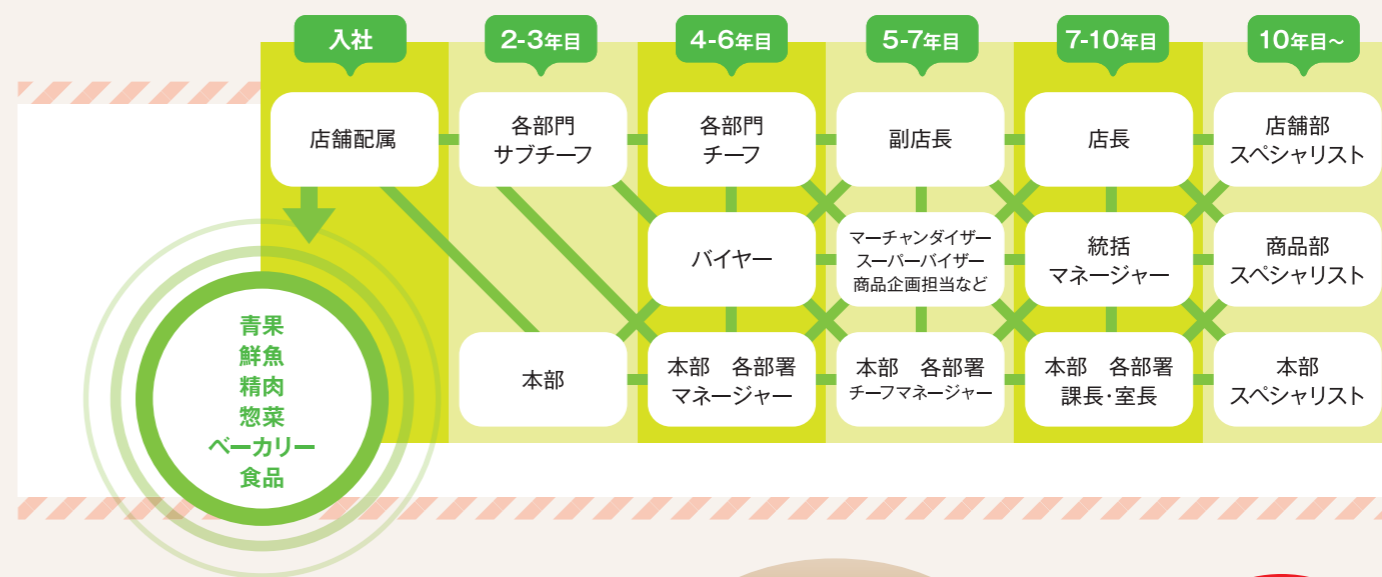 入社
2-3年目
4-6年目
5-7年目
7-10年目
10年目～
店舗配属
各部門
サブチーフ
各部門
チーフ
副店長
店長
店舗部
スペシャリスト
バイヤー
マーチャンダイザー
スーパーバイザー
商品企画担当など
統括
マネージャー
商品部
スペシャリスト
本部
本部　各部署
マネージャー
本部　各部署
チーフマネージャー
本部　各部署
課長・室長
本部
スペシャリスト
青果
鮮魚
精肉
惣菜
ベーカリー
食品